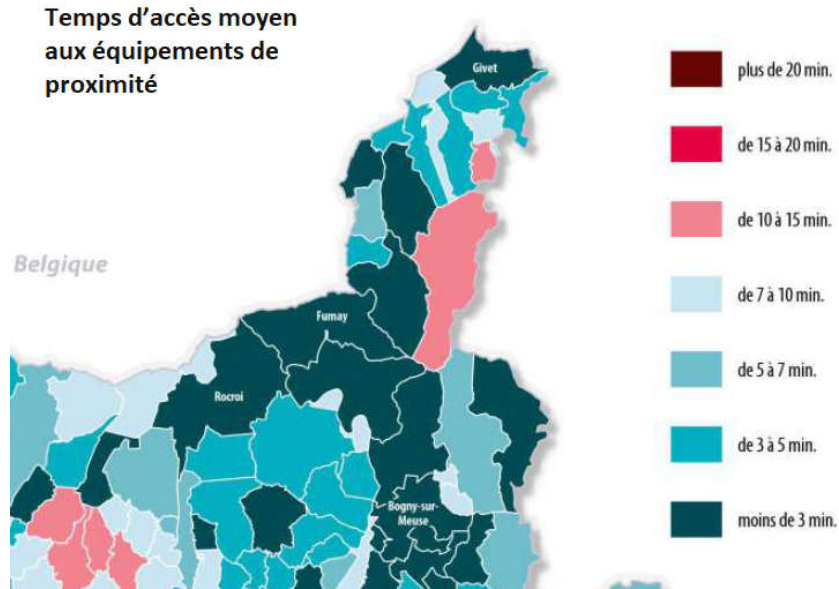 Temps d'accès moyen
aux équipements de
proximité
Givet
plus de 20 min.
de 15 à 20 min.
de 10 à 15 min.
Belgique
de 7 à 10 min.
Fumay
de 5 à 7 min.
Rocroi
de 3 à 5 min.
Bogny-sur-
Meuse
moins de 3 min.